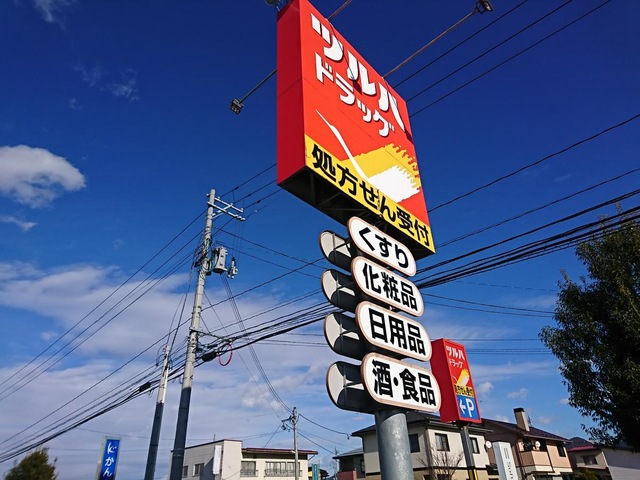 ツルハ
ドラッグ
処方せん受付
くすり
化粧品
日用品
酒・食品
ツルハ
ドラッグ
P